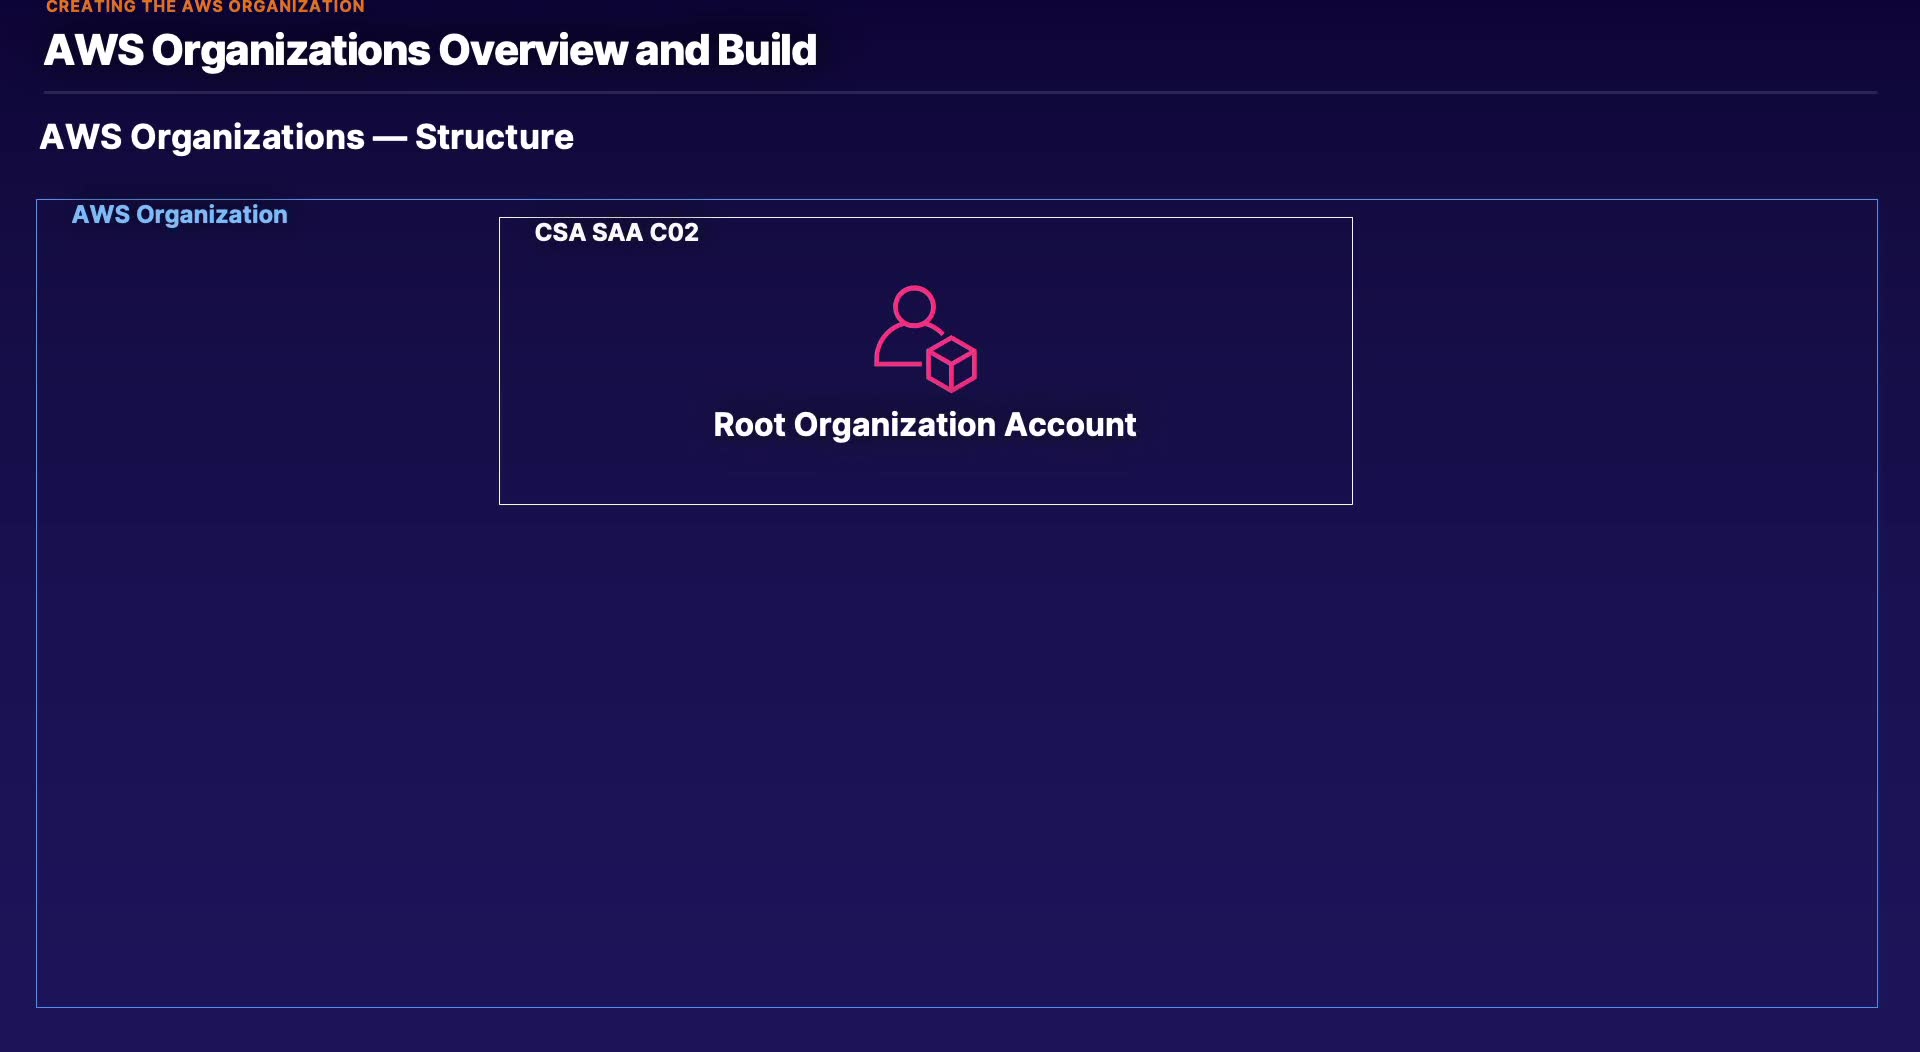 CREATING THE AWS ORGANIZATION
AWS Organizations Overview and Build
AWS Organizations — Structure
AWS Organization
CSA SAA C02
Root Organization Account